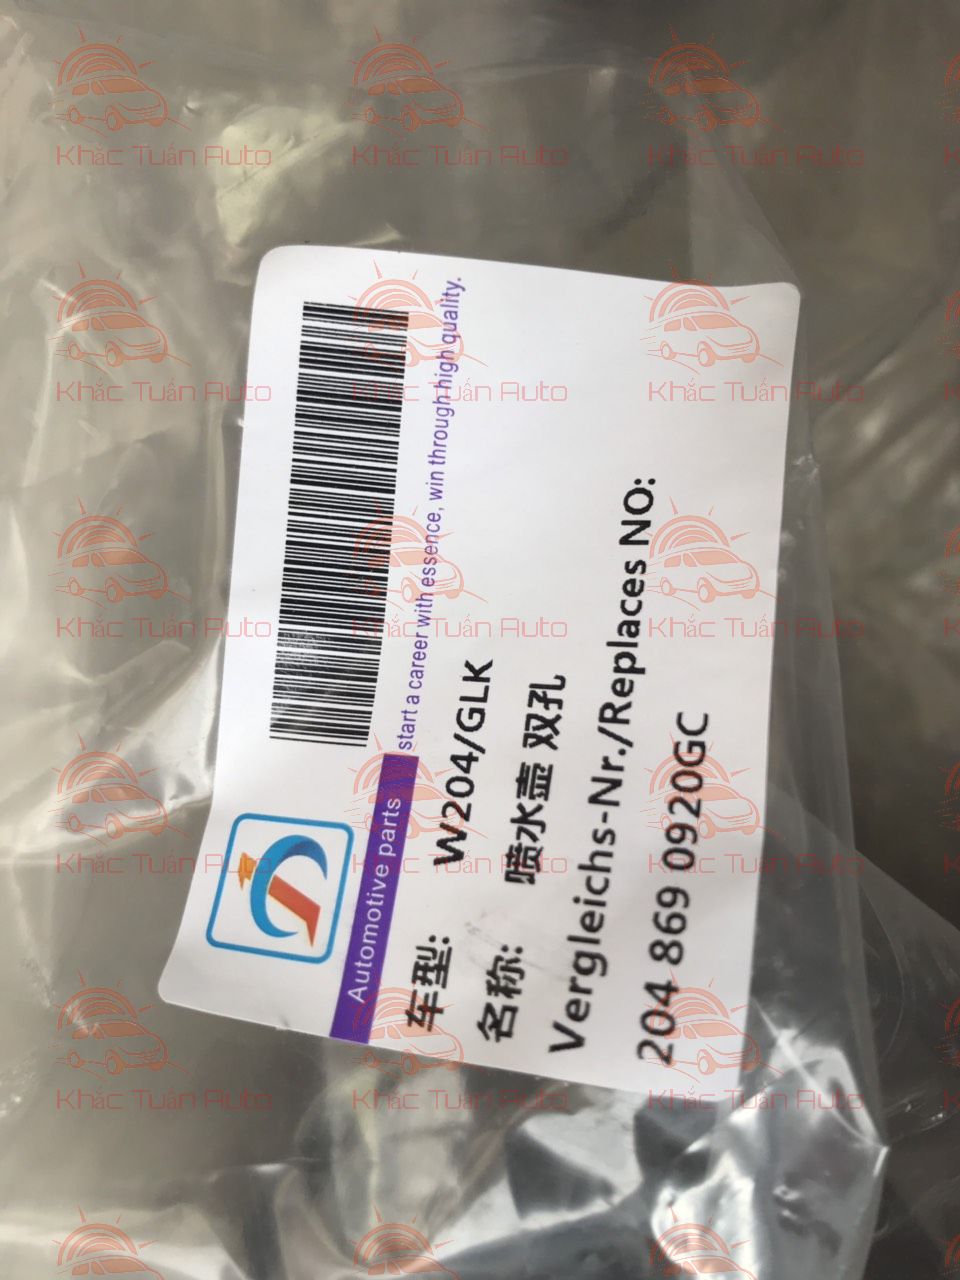 Automotive parts
start a career with essence, win through high quality.
车型: W204/GLK
名称: 喷水壶 双孔
Vergleichs-Nr./Replaces NO:
204 869 0920GC
Khắc Tuấn Auto